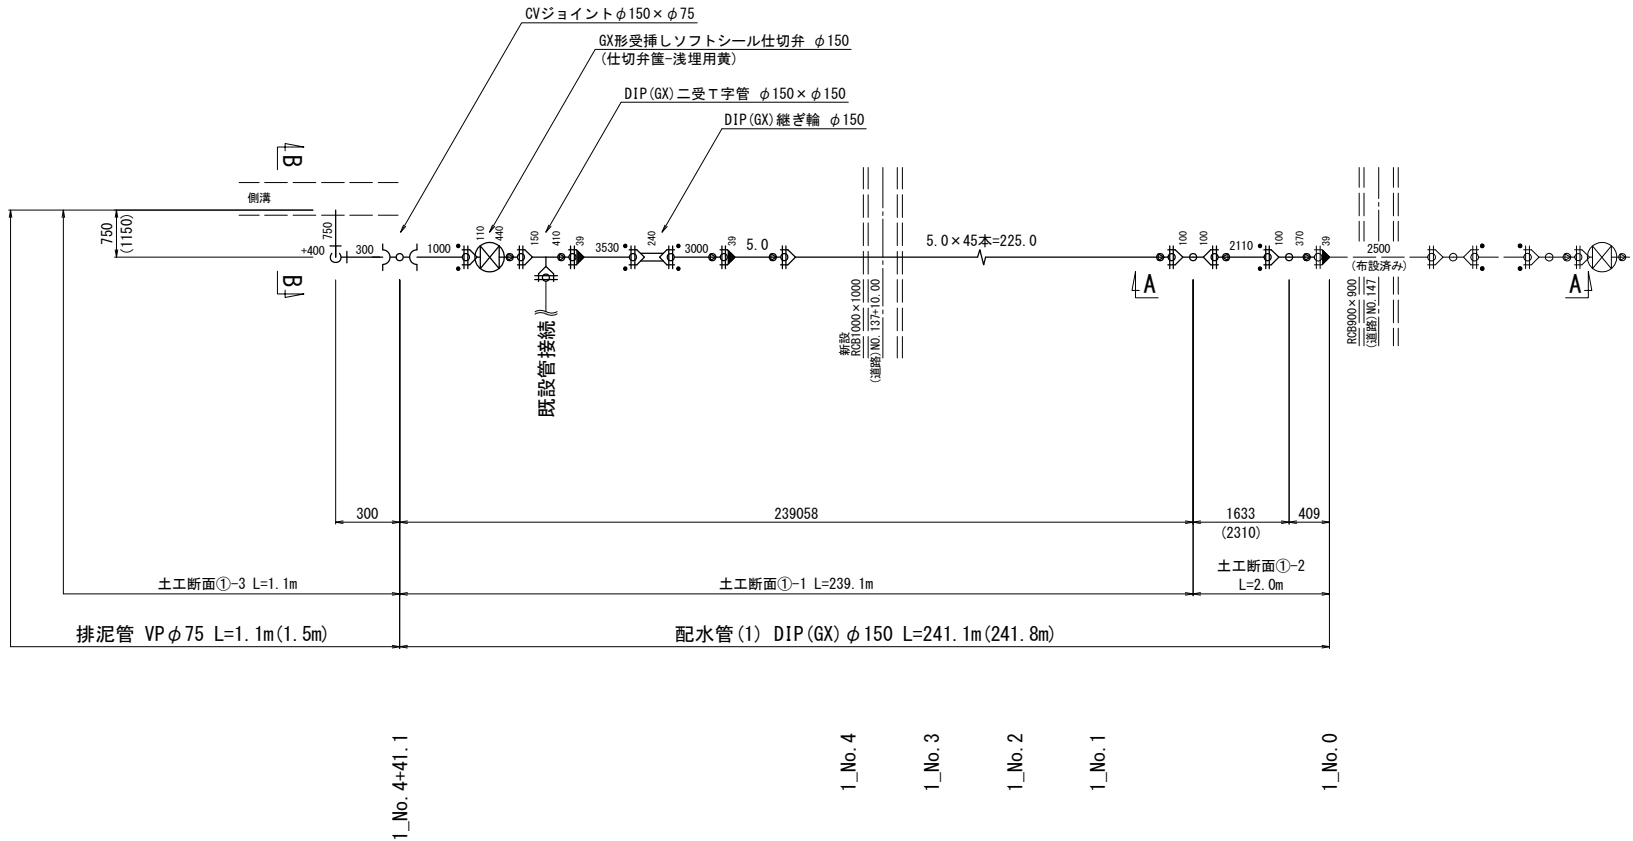 CVジョイントφ150×φ75
GX形受挿しソフトシール仕切弁 φ150
(仕切弁筐-浅埋用黄)
DIP(GX)二受T字管 φ150×φ150
DIP(GX)継ぎ輪 φ150
B
側溝
750
(1150)
750
+400
300
1000
110
440
150
410
39
3530
240
3000
39
5.0
5.0×45本=225.0
100
100
2110
100
370
39
2500
(布設済み)
B
A
A
既設管接続
新設
RCB1000×1000
(道路)NO.137+10.00
RCB900×900
(道路)NO.147
300
239058
1633
(2310)
409
土工断面①-3 L=1.1m
土工断面①-1 L=239.1m
土工断面①-2
L=2.0m
排泥管 VPφ75 L=1.1m(1.5m)
配水管(1) DIP(GX)φ150 L=241.1m(241.8m)
1_No.4+41.1
1_No.4
1_No.3
1_No.2
1_No.1
1_No.0